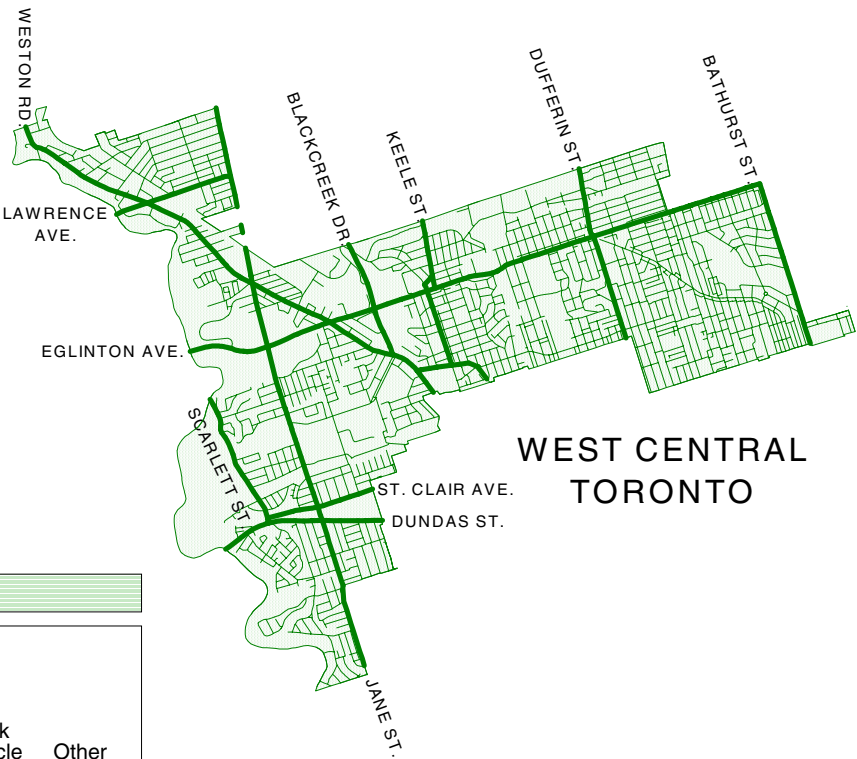 WESTON RD.
BLACKCREEK DR.
KEELE ST.
DUFFERIN ST.
BATHURST ST.
LAWRENCE
AVE.
EGLINTON AVE.
SCARLETT ST.
WEST CENTRAL
TORONTO
ST. CLAIR AVE.
DUNDAS ST.
JANE ST.
Other